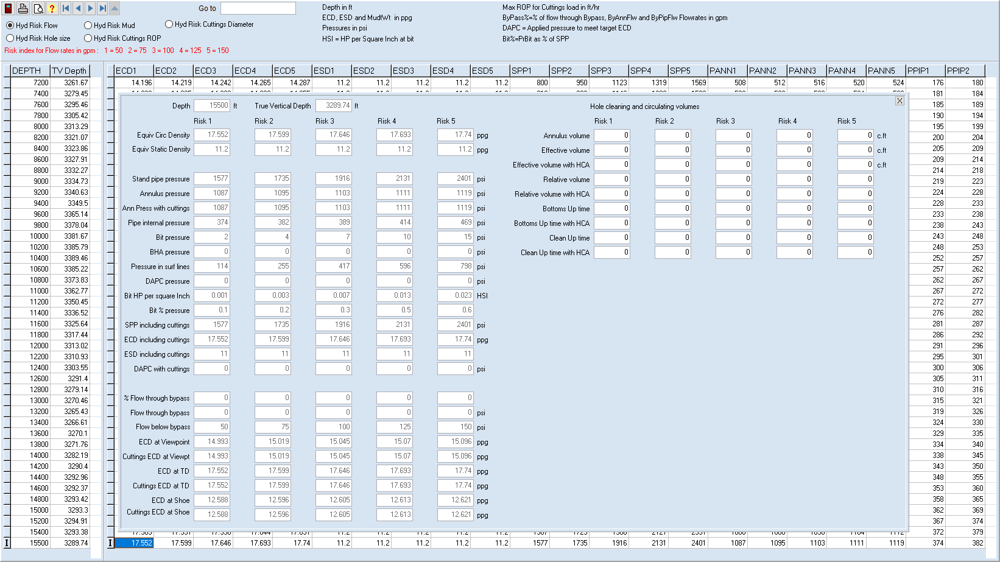 Go to
Hyd Risk Flow Hyd Risk Mud Hyd Risk Cuttings Diameter
Hyd Risk Hole size Hyd Risk Cuttings ROP
Risk index for Flow rates in gpm : 1 = 50 2 = 75 3 = 100 4 = 125 5 = 150
Depth in ft
ECD, ESD and MudtWt in ppg
Pressures in psi
HSI = HP per Square Inch at bit
Max ROP for Cuttings load in ft/hr
ByPass%=% of flow through Bypass, ByAnnFlw and ByPipFlw Flowrates in gpm
DAPC = Applied pressure to meet target ECD
Bit%=PrBit as % of SPP
DEPTH TV Depth
7200 3261.67
7400 3279.45
7600 3295.46
7800 3305.42
8000 3313.29
8200 3321.07
8400 3323.86
8600 3327.91
8800 3332.27
9000 3334.73
9200 3340.63
9400 3349.5
9600 3365.14
9800 3378.04
10000 3381.67
10200 3385.79
10400 3389.46
10600 3385.22
10800 3373.83
11000 3362.77
11200 3350.45
11400 3336.52
11600 3325.64
11800 3317.44
12000 3313.02
12200 3310.93
12400 3303.55
12600 3291.4
12800 3279.14
13000 3270.46
13200 3265.43
13400 3266.61
13600 3270.1
13800 3271.76
14000 3282.19
14200 3290.4
14400 3292.96
14600 3292.37
14800 3293.42
15000 3293.3
15200 3294.91
15400 3293.38
15500 3289.74
ECD1 ECD2 ECD3 ECD4 ECD5 ESD1 ESD2 ESD3 ESD4 ESD5 SPP1 SPP2 SPP3 SPP4 SPP5 PANN1 PANN2 PANN3 PANN4 PANN5 PPIP1 PPIP2
14.196 14.219 14.242 14.265 14.287 11.2 11.2 11.2 11.2 11.2 800 950 1123 1319 1569 508 512 516 520 524 176 180
Depth 15500 ft True Vertical Depth 3289.74 ft
Risk 1 Risk 2 Risk 3 Risk 4 Risk 5
Equiv Circ Density 17.552 17.599 17.646 17.693 17.74 ppg
Equiv Static Density 11.2 11.2 11.2 11.2 11.2 ppg
Stand pipe pressure 1577 1735 1916 2131 2401 psi
Annulus pressure 1087 1095 1103 1111 1119 psi
Ann Press with cuttings 1087 1095 1103 1111 1119 psi
Pipe internal pressure 374 382 389 414 469 psi
Bit pressure 2 4 7 10 15 psi
BHA pressure 0 0 0 0 0 psi
Pressure in surf lines 114 255 417 596 798 psi
DAPC pressure 0 0 0 0 0 psi
Bit HP per square Inch 0.001 0.003 0.007 0.013 0.023 HSI
Bit % pressure 0.1 0.2 0.3 0.5 0.6
SPP including cuttings 1577 1735 1916 2131 2401 psi
ECD including cuttings 17.552 17.599 17.646 17.693 17.74 ppg
ESD including cuttings 11 11 11 11 11
DAPC with cuttings 0 0 0 0 0 psi
% Flow through bypass 0 0 0 0 0
Flow through bypass 0 0 0 0 0 psi
Flow below bypass 50 75 100 125 150 psi
ECD at Viewpoint 14.993 15.019 15.045 15.07 15.096 ppg
Cuttings ECD at Viewpt 14.993 15.019 15.045 15.07 15.096 ppg
ECD at TD 17.552 17.599 17.646 17.693 17.74 ppg
Cuttings ECD at TD 17.552 17.599 17.646 17.693 17.74 ppg
ECD at Shoe 12.588 12.596 12.605 12.613 12.621 ppg
Cuttings ECD at Shoe 12.588 12.596 12.605 12.613 12.621 ppg
Hole cleaning and circulating volumes
Risk 1 Risk 2 Risk 3 Risk 4 Risk 5
Annulus volume 0 0 0 0 0 c.ft
Effective volume 0 0 0 0 0 c.ft
Effective volume with HCA 0 0 0 0 0 c.ft
Relative volume 0 0 0 0 0
Relative volume with HCA 0 0 0 0 0
Bottoms Up time 0 0 0 0 0
Bottoms Up time with HCA 0 0 0 0 0
Clean Up time 0 0 0 0 0
Clean Up time with HCA 0 0 0 0 0
181 184
185 189
190 194
195 199
200 204
205 209
209 214
214 218
219 223
224 228
228 233
233 238
238 243
243 248
248 253
252 257
257 262
262 267
267 272
272 277
276 282
281 287
286 292
291 296
295 301
300 306
305 311
310 316
315 321
319 326
324 330
329 335
334 340
338 345
343 350
348 355
353 360
358 365
362 369
367 374
372 379
17.552 17.599 17.646 17.693 17.74 11.2 11.2 11.2 11.2 11.2 1577 1735 1916 2131 2401 1087 1095 1103 1111 1119 374 382